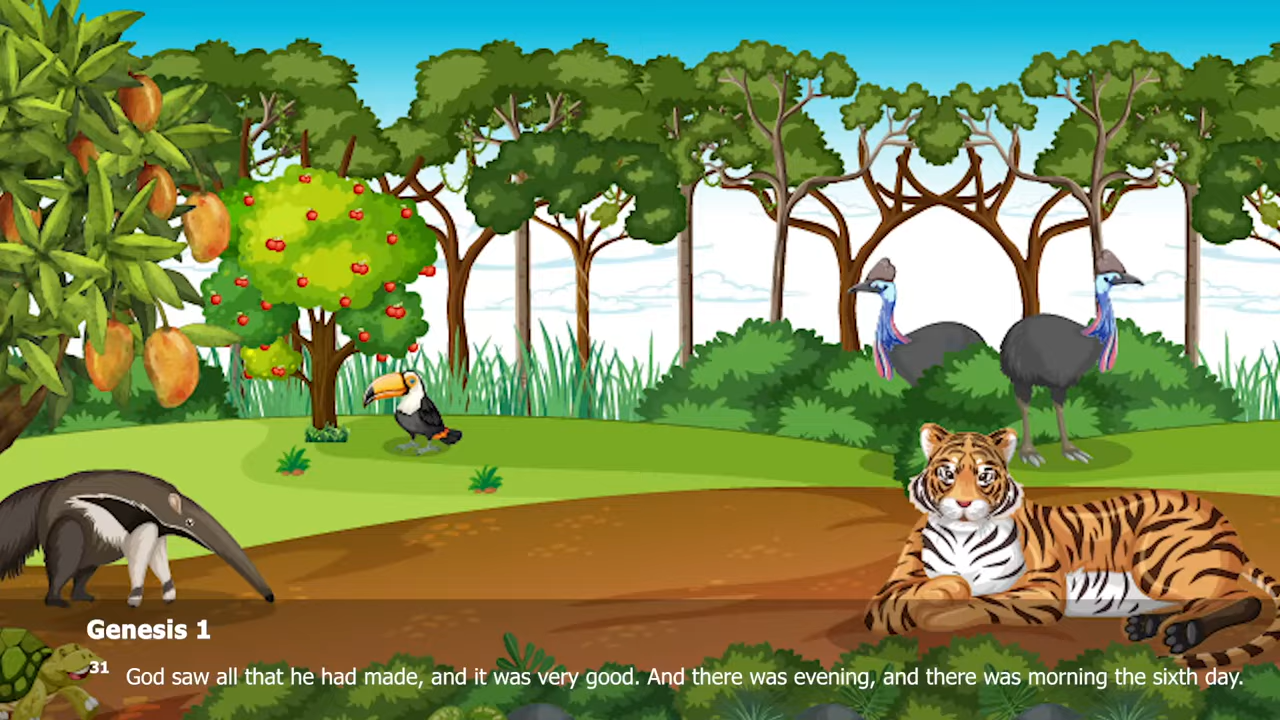 Genesis 1
31 God saw all that he had made, and it was very good. And there was evening, and there was morning the sixth day.